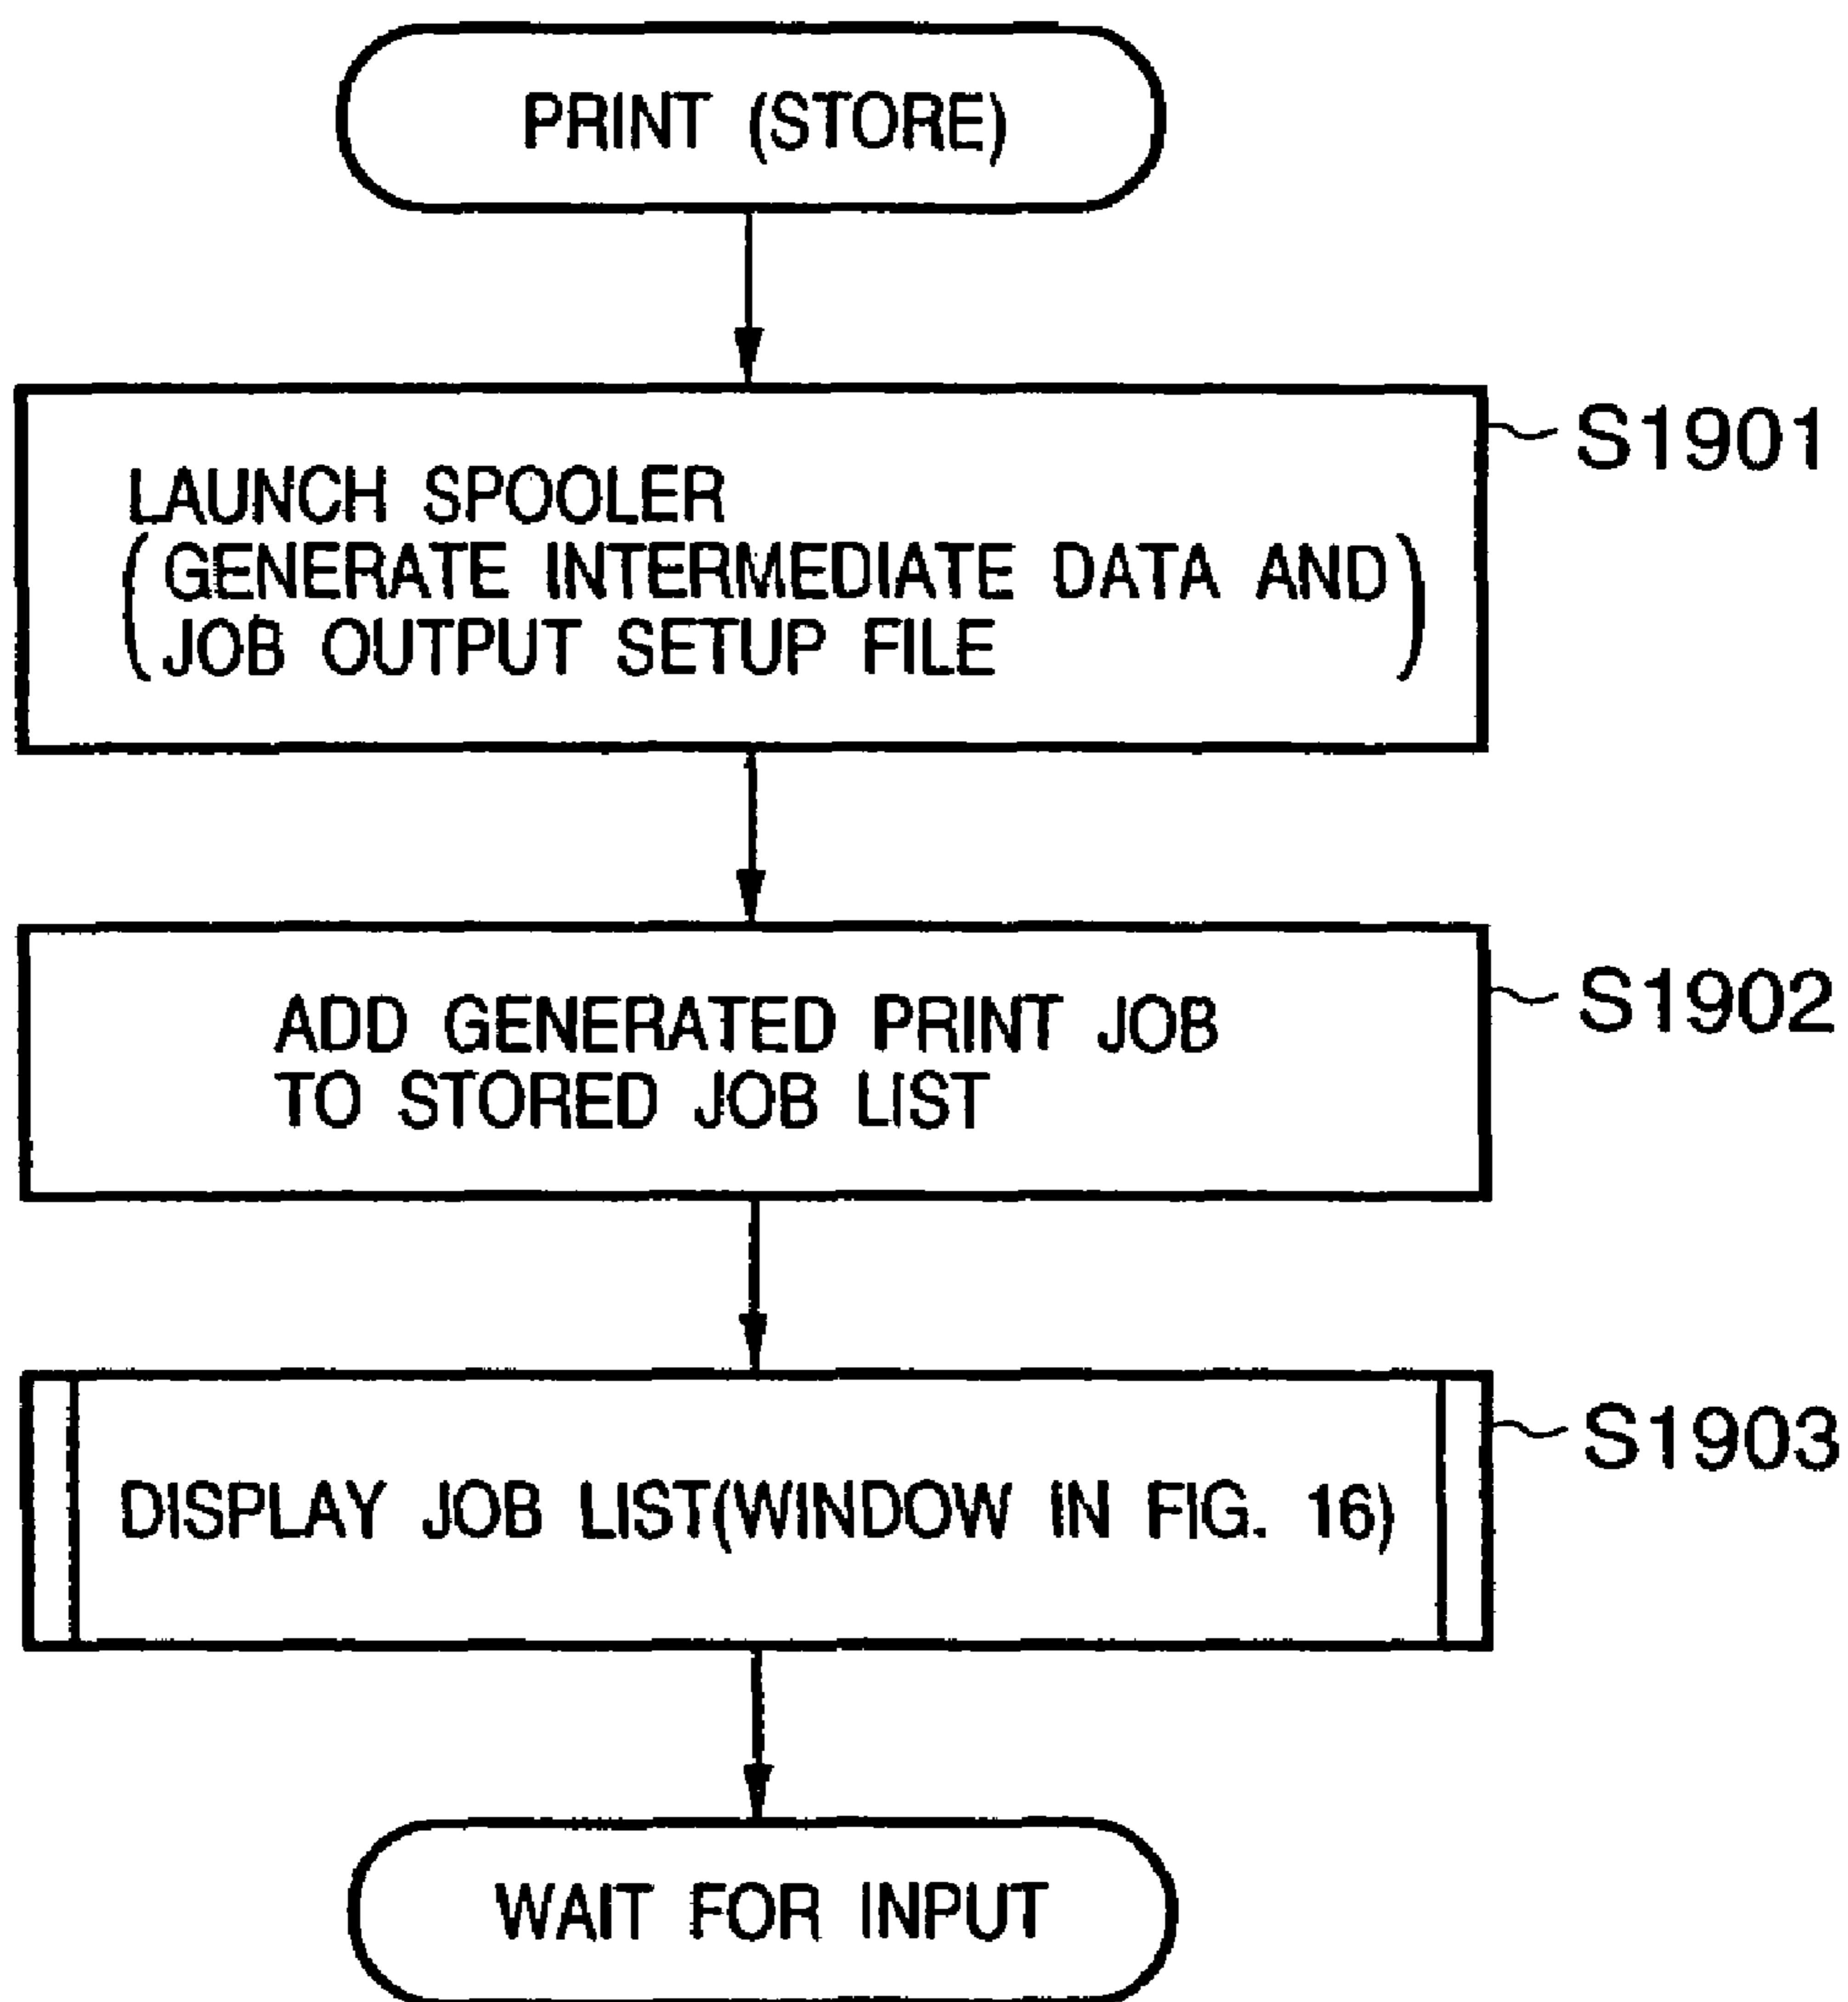 PRINT (STORE)
S1901
LAUNCH SPOOLER
(GENERATE INTERMEDIATE DATA AND
JOB OUTPUT SETUP FILE)
S1902
ADD GENERATED PRINT JOB
TO STORED JOB LIST
S1903
DISPLAY JOB LIST(WINDOW IN FIG. 16)
WAIT FOR INPUT